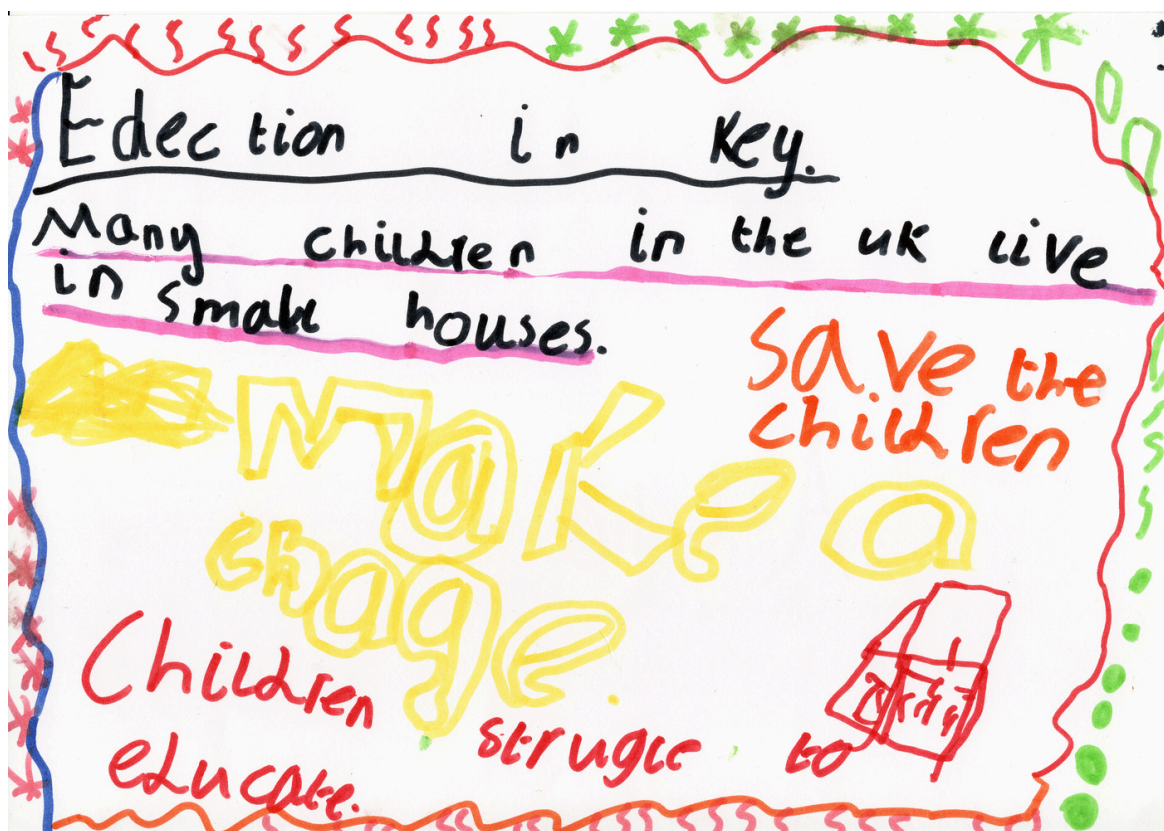 Edection in Key.
Many children in the uk live
in small houses.
Save the
children
Make a
chage.
Children strugle to
educate.